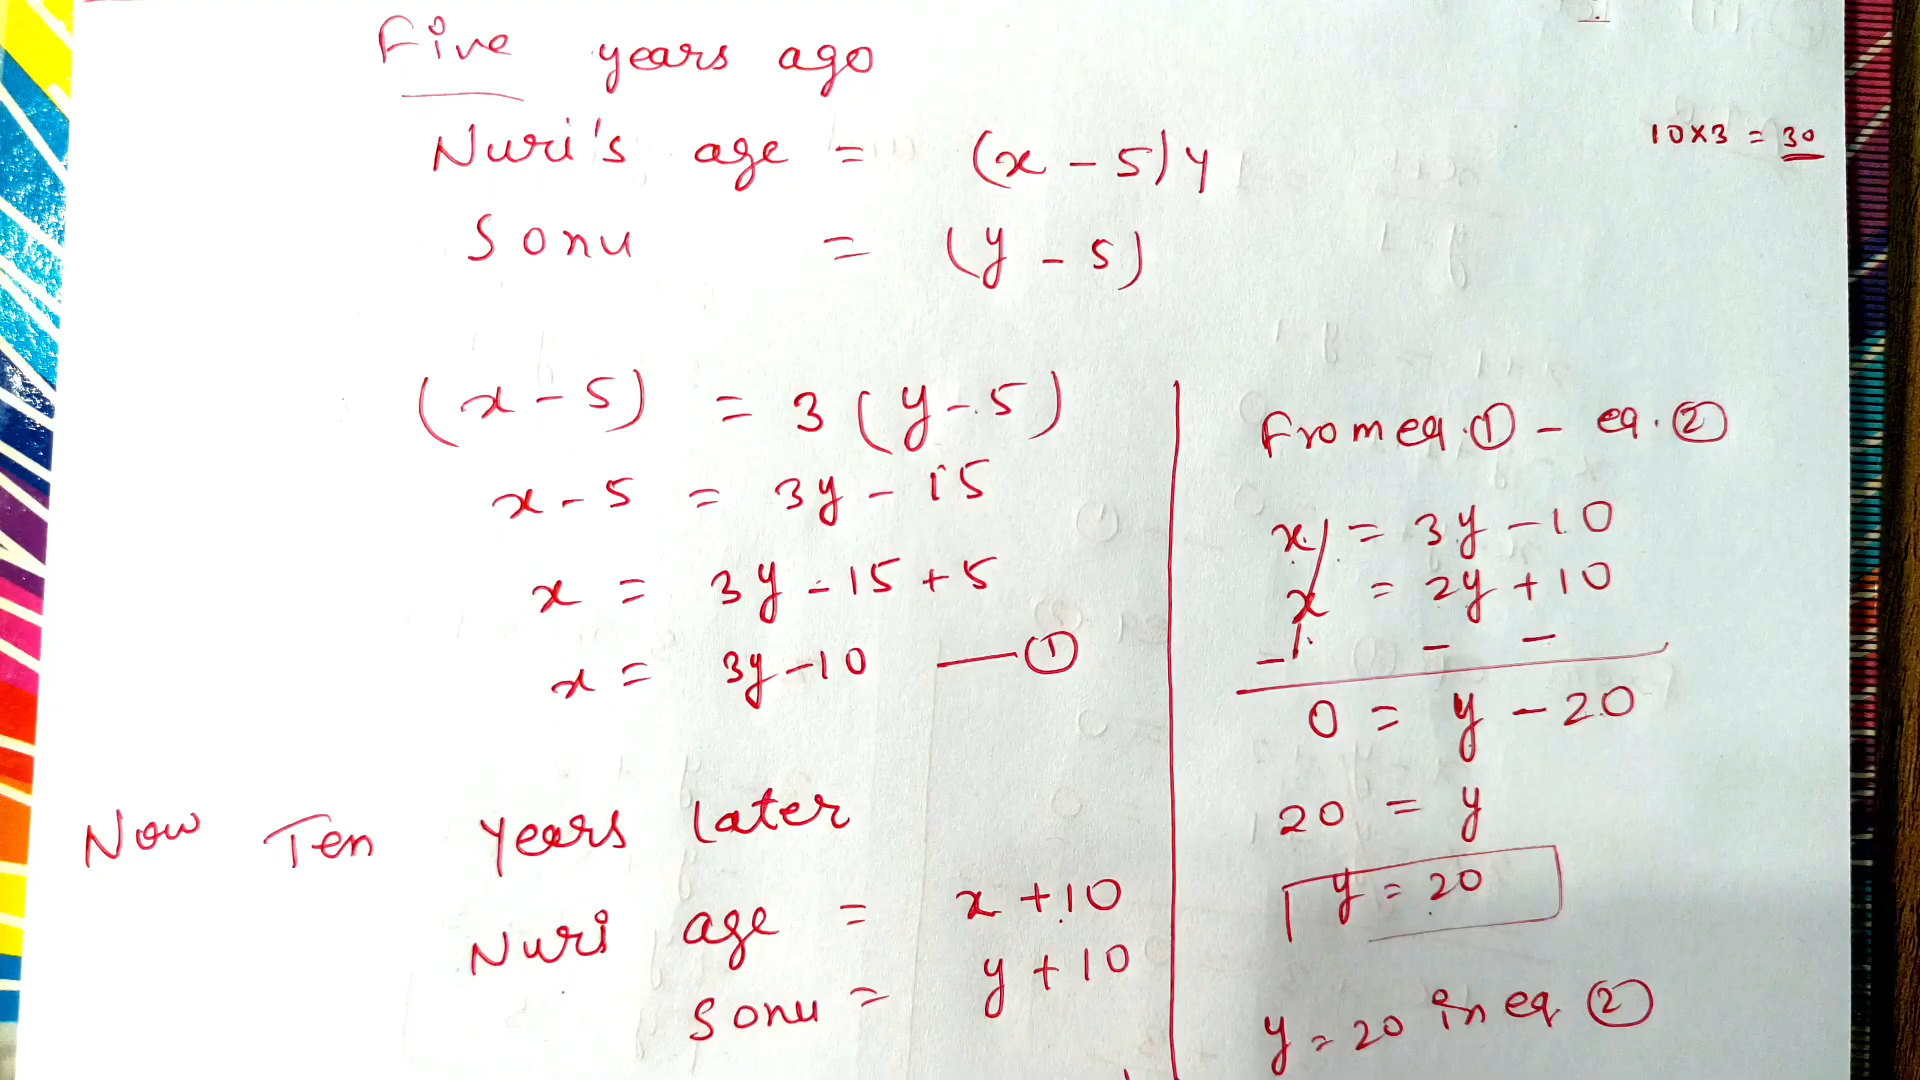 Five years ago
Nuri's age = (x - 5) y
Sonu = (y - 5)
10x3 = 30
(x - 5) = 3 (y - 5)
x - 5 = 3y - 15
x = 3y - 15 + 5
x = 3y - 10 — ①
Now Ten years later
Nuri age = x + 10
Sonu = y + 10
From eq. ① - eq. ②
x = 3y - 10
x = 2y + 10
- - -
0 = y - 20
20 = y
y = 20
y = 20 in eq ②